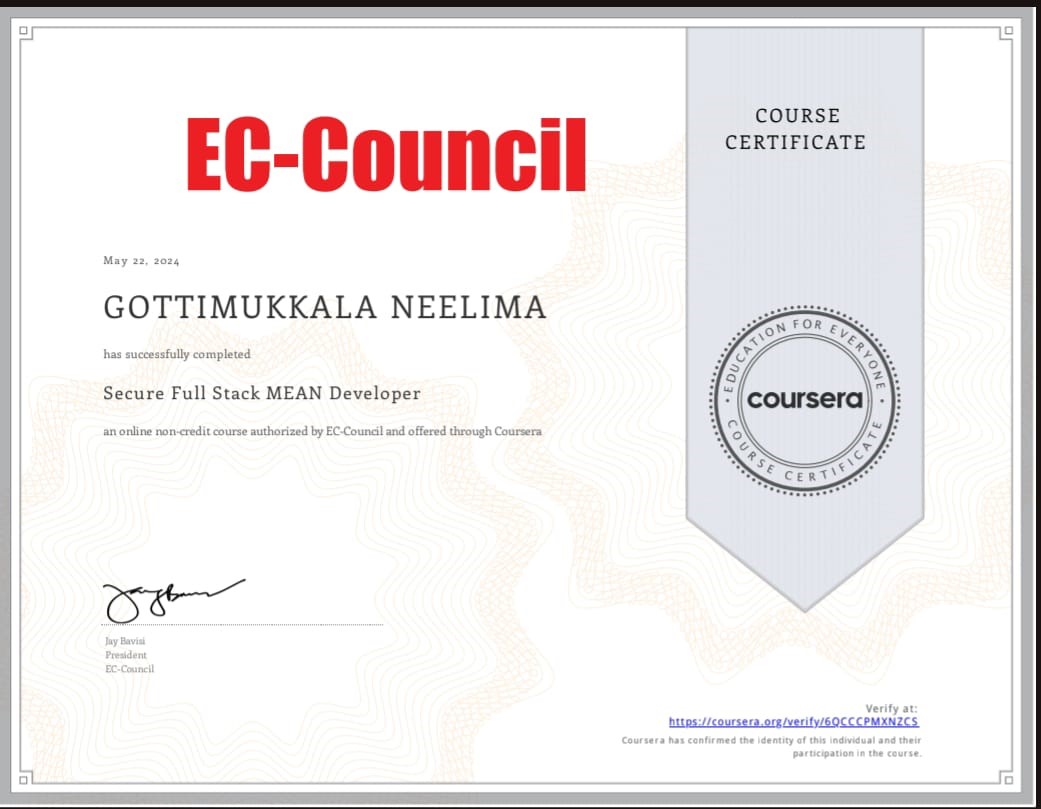 EC-Council
COURSE
CERTIFICATE
May 22, 2024
GOTTIMUKKALA NEELIMA
has successfully completed
Secure Full Stack MEAN Developer
an online non-credit course authorized by EC-Council and offered through Coursera
EDUCATION FOR EVERYONE
coursera
COURSE CERTIFICATE
Jay Bavisi
President
EC-Council
Verify at:
https://coursera.org/verify/6QCCCPMXNZCS
Coursera has confirmed the identity of this individual and their
participation in the course.